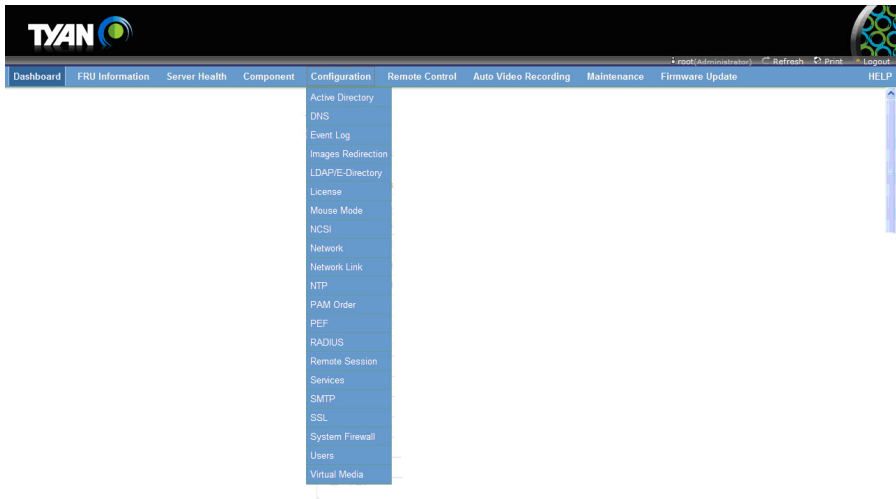 TYAN
root(Administrator) Refresh Print Logout
Dashboard FRU Information Server Health Component Configuration Remote Control Auto Video Recording Maintenance Firmware Update HELP
Active Directory
DNS
Event Log
Images Redirection
LDAP/E-Directory
License
Mouse Mode
NCSI
Network
Network Link
NTP
PAM Order
PEF
RADIUS
Remote Session
Services
SMTP
SSL
System Firewall
Users
Virtual Media